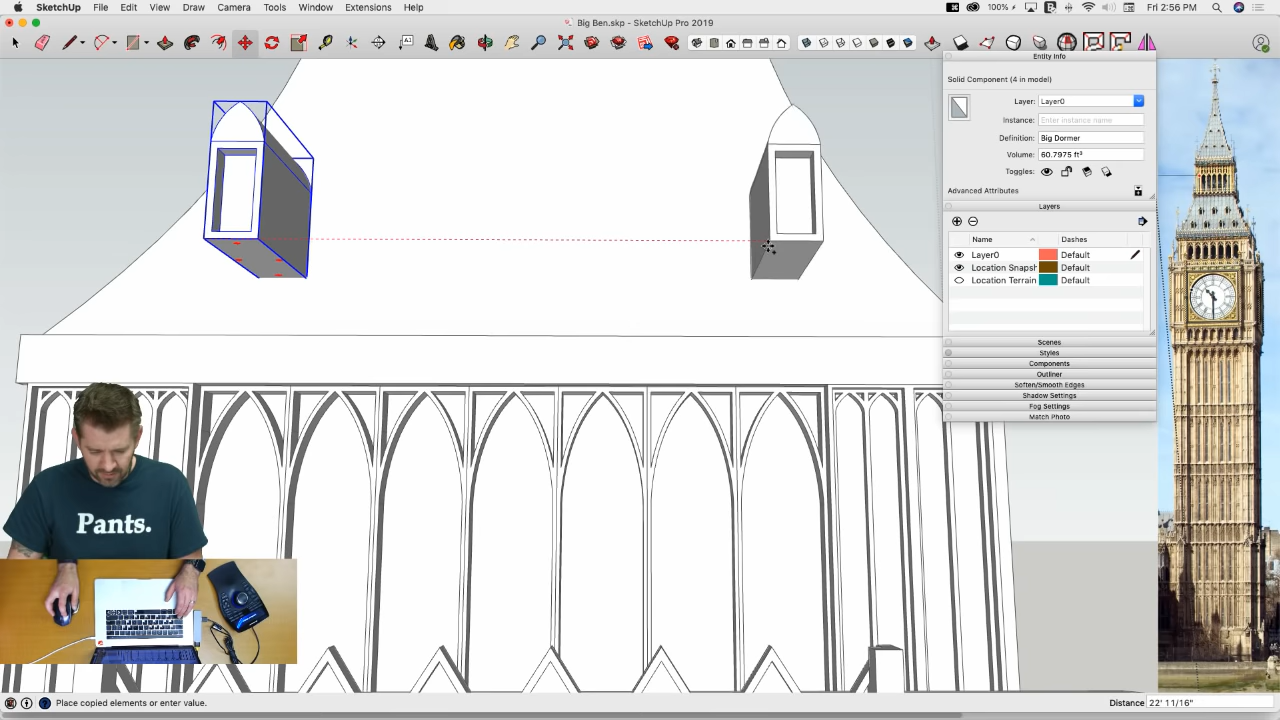 SketchUp File Edit Draw Camera Tools Window Extensions Help
100% Fri 2:56 PM
Big Ben.skp - SketchUp Pro 2019
Entity Info
Solid Component (4 in model)
Layer: Layer0
Instance: Enter instance name
Definition: Big Dormer
Volume: 60.7975 ft³
Toggles:
Advanced Attributes
Layers
Name Dashes
Layer0 Default
Location Snapsh Default
Location Terrain Default
Scenes
Styles
Components
Outliner
Soften/Smooth Edges
Shadow Settings
Fog Settings
Match Photo
Pants.
Place copied elements or enter value.
Distance 22' 11/16"